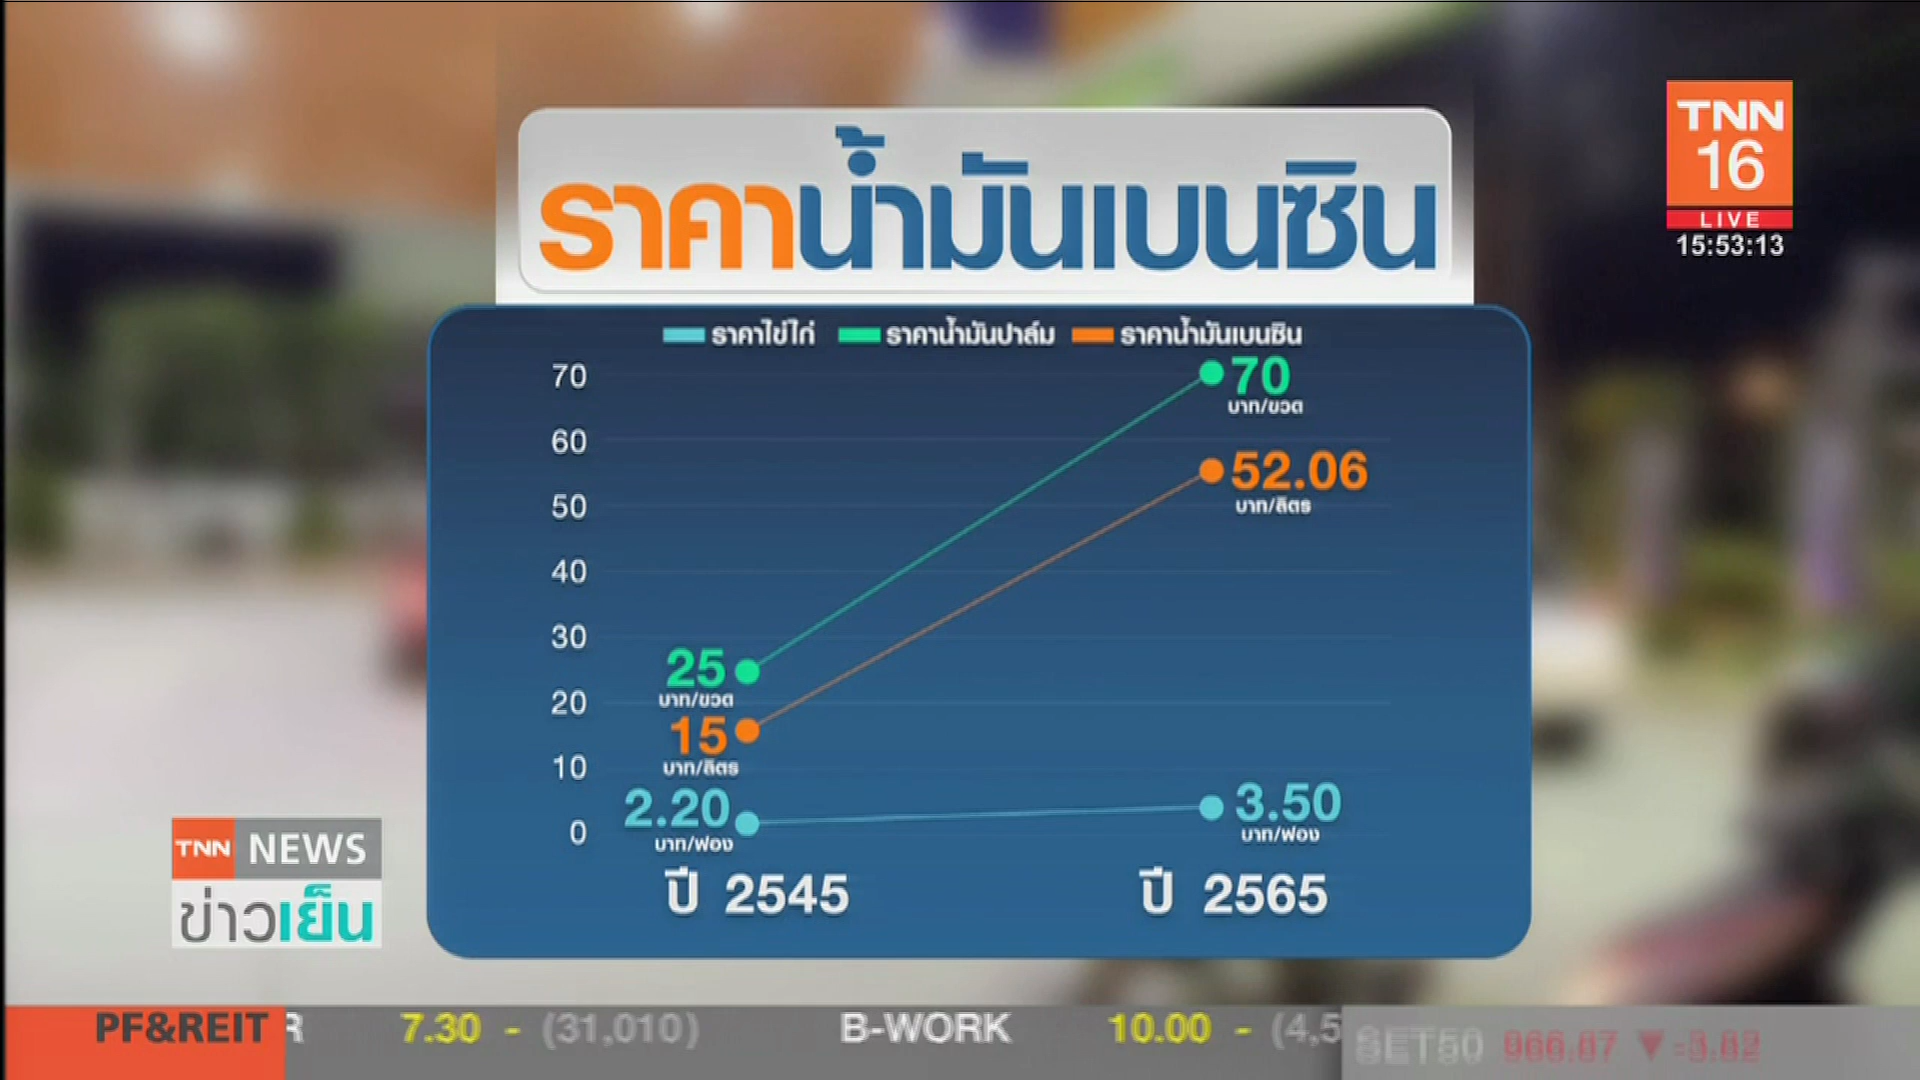 ราคาน้ำมันเบนซิน
TNN
16
LIVE
15:53:13
ราคาไข่ไก่ ราคาน้ำมันปาล์ม ราคาน้ำมันเบนซิน
70
60
50
40
30
20
10
0
70
บาท/ขวด
52.06
บาท/ลิตร
25
บาท/ขวด
15
บาท/ลิตร
2.20
บาท/ฟอง
3.50
บาท/ฟอง
ปี 2545 ปี 2565
TNN NEWS
ข่าวเย็น
PF&REIT R 7.30 - (31,010) B-WORK 10.00 - (4,5
SET50 966.87 ▼ -3.82